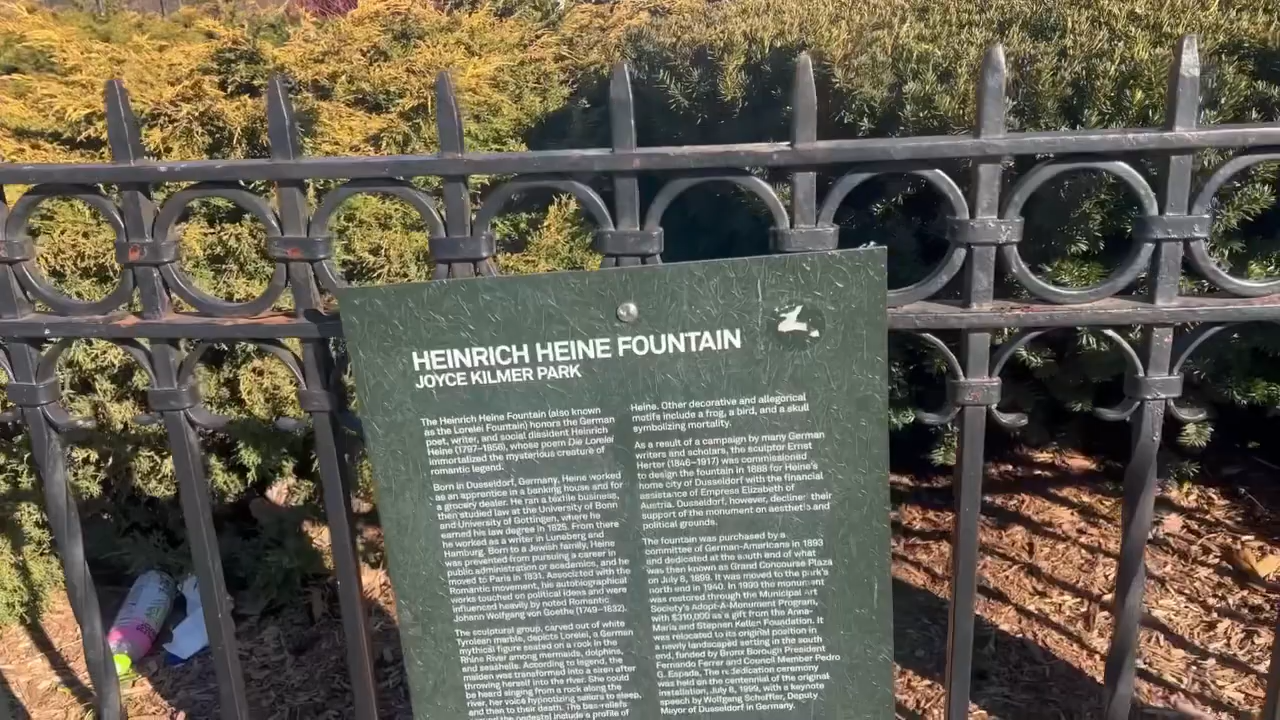 HEINRICH HEINE FOUNTAIN
JOYCE KILMER PARK
The Heinrich Heine Fountain (also known
as the Lorelei Fountain) honors the German
poet, writer, and social dissident Heinrich
Heine (1797–1856), whose poem Die Lorelei
immortalized the mysterious creature of
romantic legend.
Born in Dusseldorf, Germany, Heine worked
as an apprentice in a banking house and for
a grocery dealer. He ran a textile business,
then studied law at the University of Bonn
and University of Gottingen, where he
earned his law degree in 1825. From there
he worked as a writer in Luneberg and
Hamburg. Born to a Jewish family, Heine
was prevented from pursuing a career in
public administration or academics, and he
moved to Paris in 1831. Associated with the
Romantic movement, his autobiographical
works touched on political ideas and were
influenced heavily by noted Romantic
Johann Wolfgang von Goethe (1749–1832).
The sculptural group, carved out of white
Tyrolean marble, depicts Lorelei, a German
mythical figure seated on a rock in the
Rhine River among mermaids, dolphins,
and seashells. According to legend, the
maiden was transformed into a siren after
throwing herself into the river. She could
be heard singing from a rock along the
river, her voice hypnotizing sailors to sleep,
and then to their death. The bas-reliefs
around the pedestal include a profile of
Heine. Other decorative and allegorical
motifs include a frog, a bird, and a skull
symbolizing mortality.
As a result of a campaign by many German
writers and scholars, the sculptor Ernst
Herter (1846–1917) was commissioned
to design the fountain in 1888 for Heine's
home city of Dusseldorf with the financial
assistance of Empress Elizabeth of
Austria. Dusseldorf, however, declined their
support of the monument on aesthetic and
political grounds.
The fountain was purchased by a
committee of German-Americans in 1893
and dedicated at the south end of what
was then known as Grand Concourse Plaza
on July 8, 1899. It was moved to the park's
north end in 1940. In 1999 the monument
was restored through the Municipal Art
Society's Adopt-A-Monument Program,
with $310,000 as a gift from the Anna-
Maria and Stephen Kellen Foundation. It
was relocated to its original position in
a newly landscaped setting in the south
end, funded by Bronx Borough President
Fernando Ferrer and Council Member Pedro
G. Espada. The rededication ceremony
was held on the centennial of the original
installation, July 8, 1999, with a keynote
speech by Wolfgang Scheffler, Deputy
Mayor of Dusseldorf in Germany.